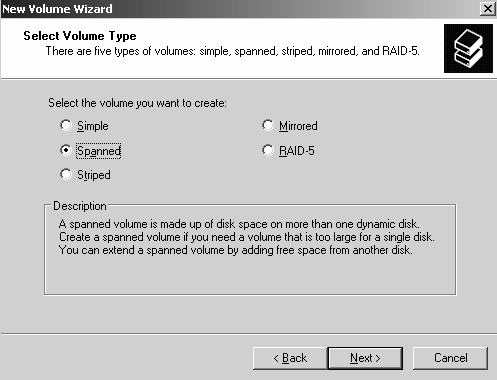 New Volume Wizard
Select Volume Type
There are five types of volumes: simple, spanned, striped, mirrored, and RAID-5.
Select the volume you want to create:
Simple
Mirrored
Spanned
RAID-5
Striped
Description
A spanned volume is made up of disk space on more than one dynamic disk.
Create a spanned volume if you need a volume that is too large for a single disk.
You can extend a spanned volume by adding free space from another disk.
< Back
Next >
Cancel